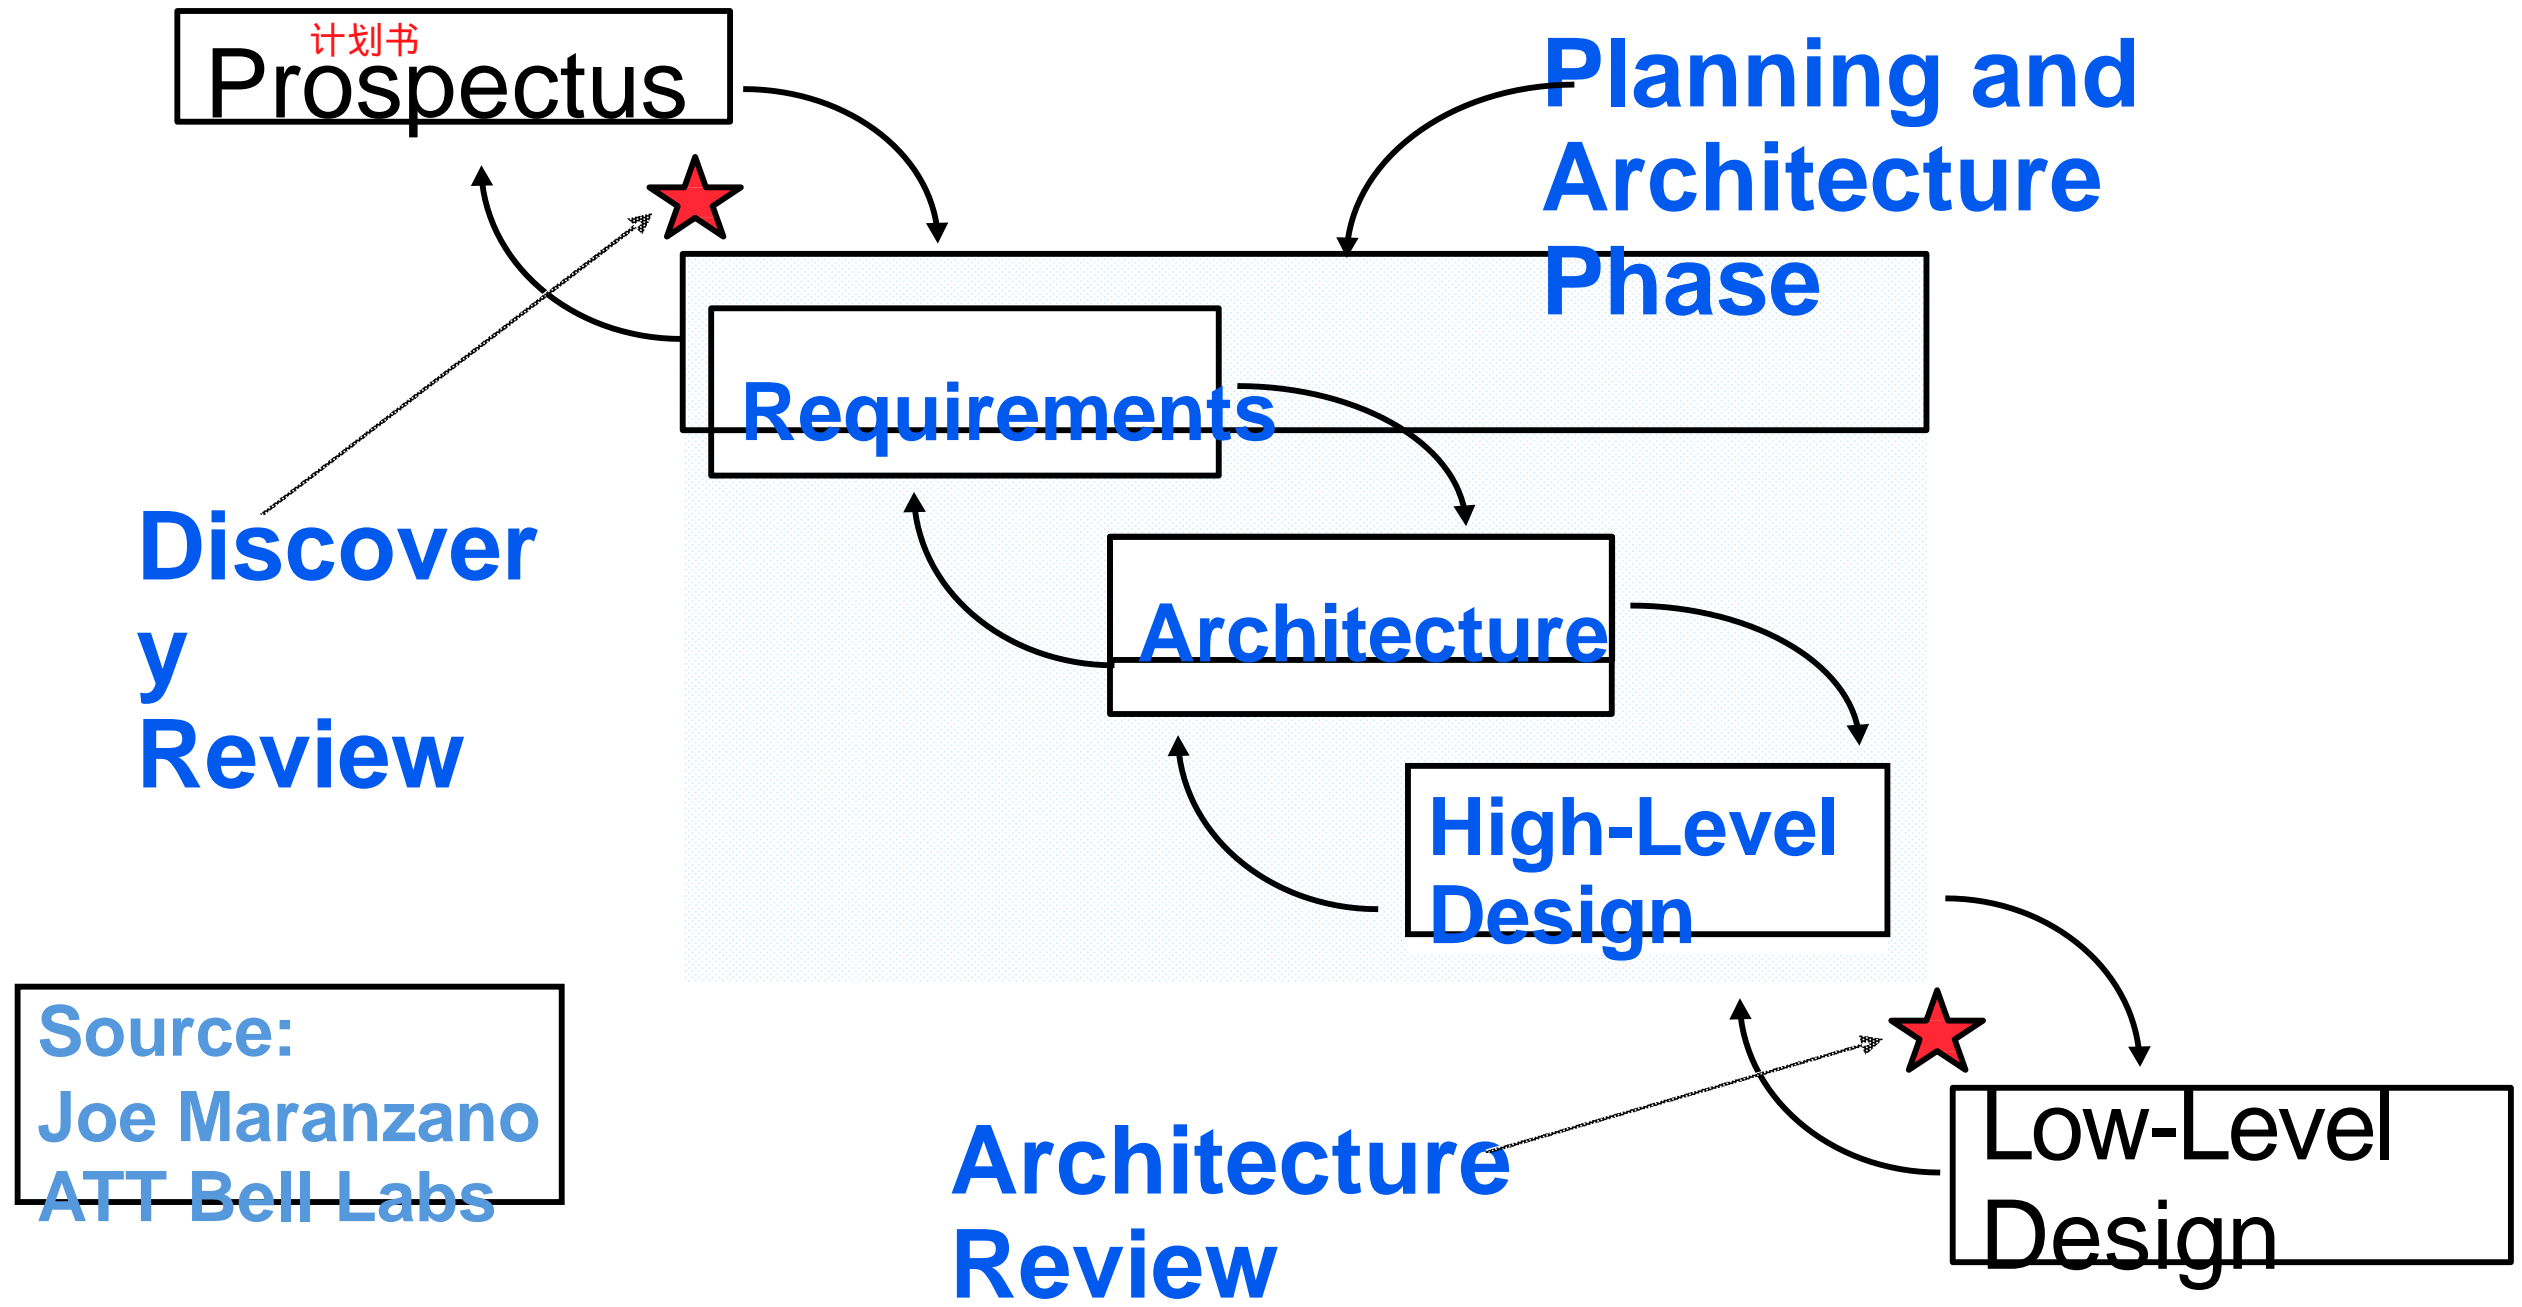 计划书
Prospectus
Planning and
Architecture
Phase
Requirements
Discover
y
Review
Architecture
High-Level
Design
Source:
Joe Maranzano
ATT Bell Labs
Architecture
Review
Low-Level
Design